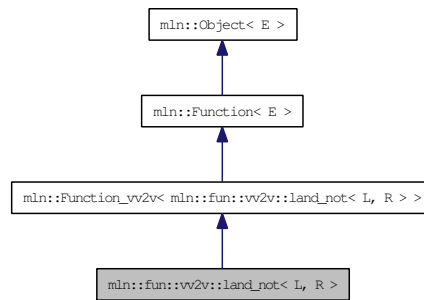 mln::Object< E >
mln::Function< E >
mln::Function_vv2v< mln::fun::vv2v::land_not< L, R > >
mln::fun::vv2v::land_not< L, R >